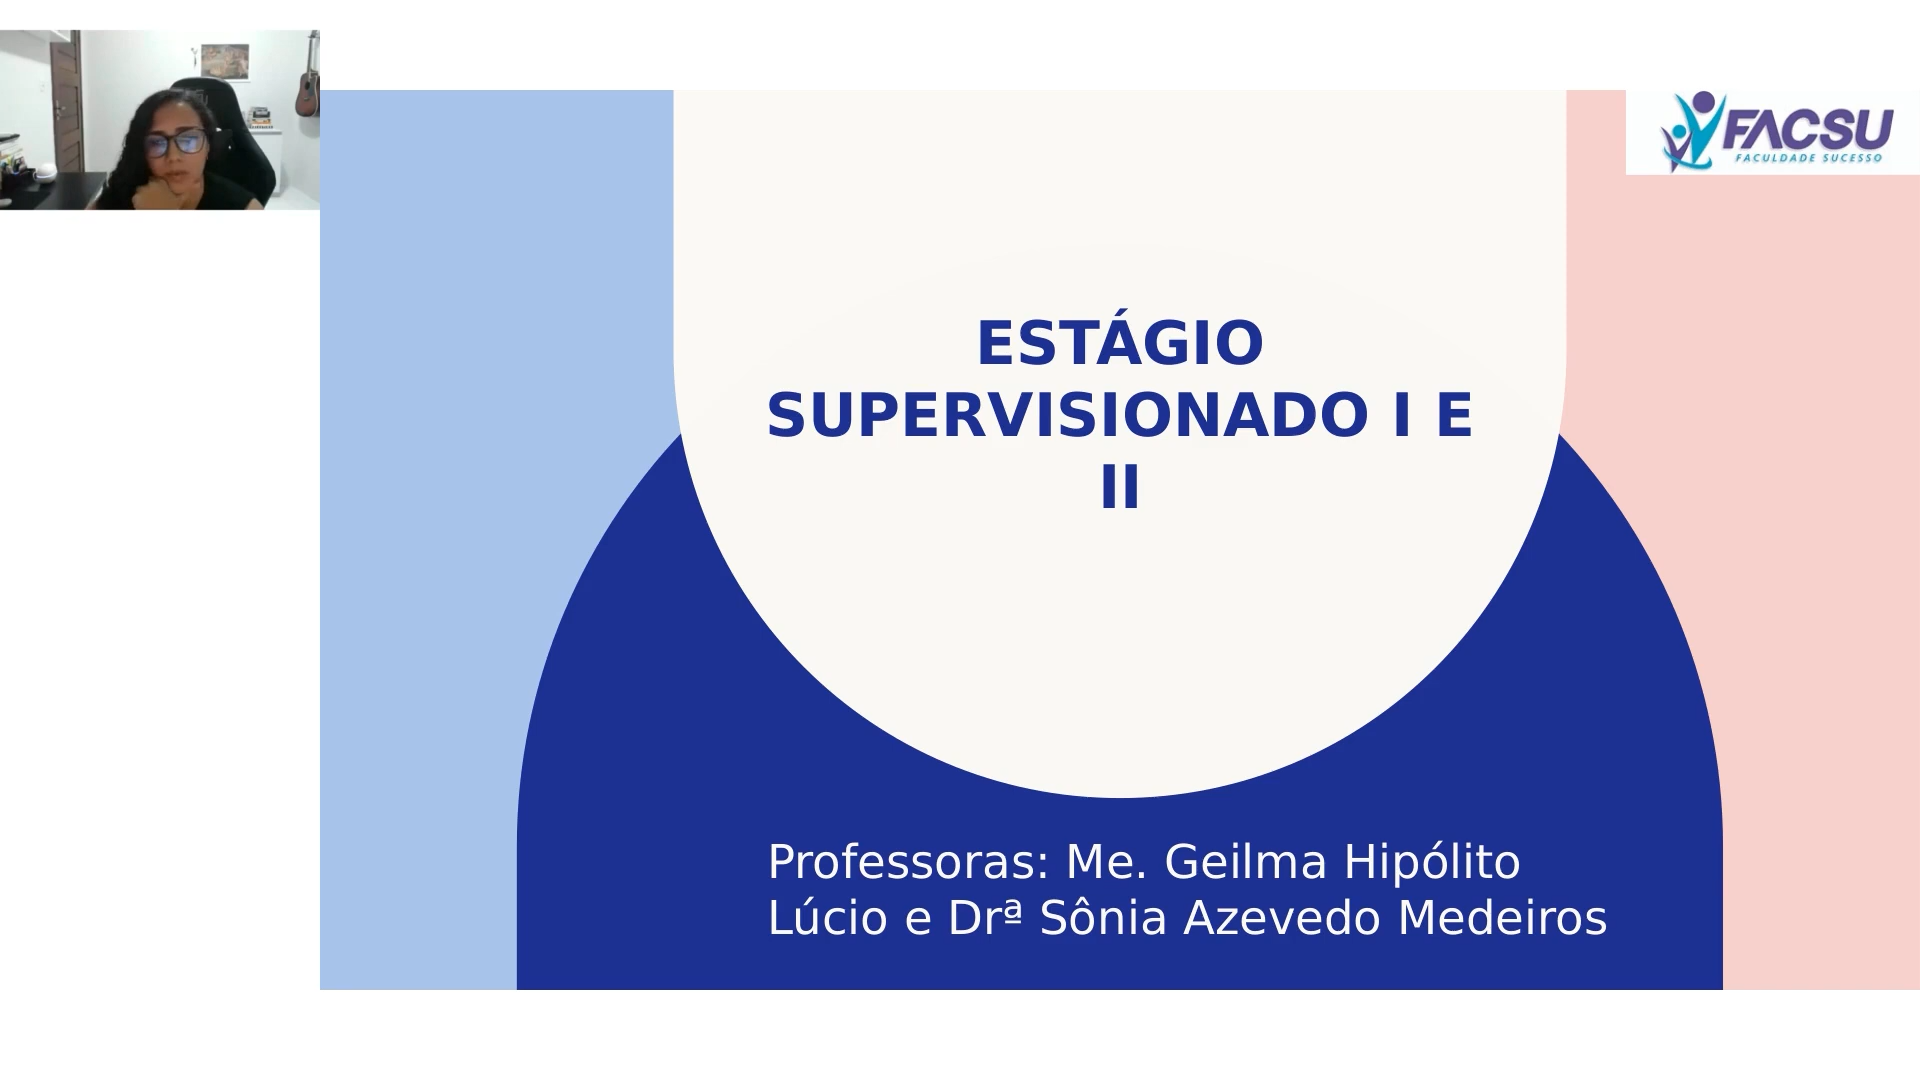 FACSU
FACULDADE SUCESSO
ESTÁGIO
SUPERVISIONADO I E
II
Professoras: Me. Geilma Hipólito
Lúcio e Drª Sônia Azevedo Medeiros